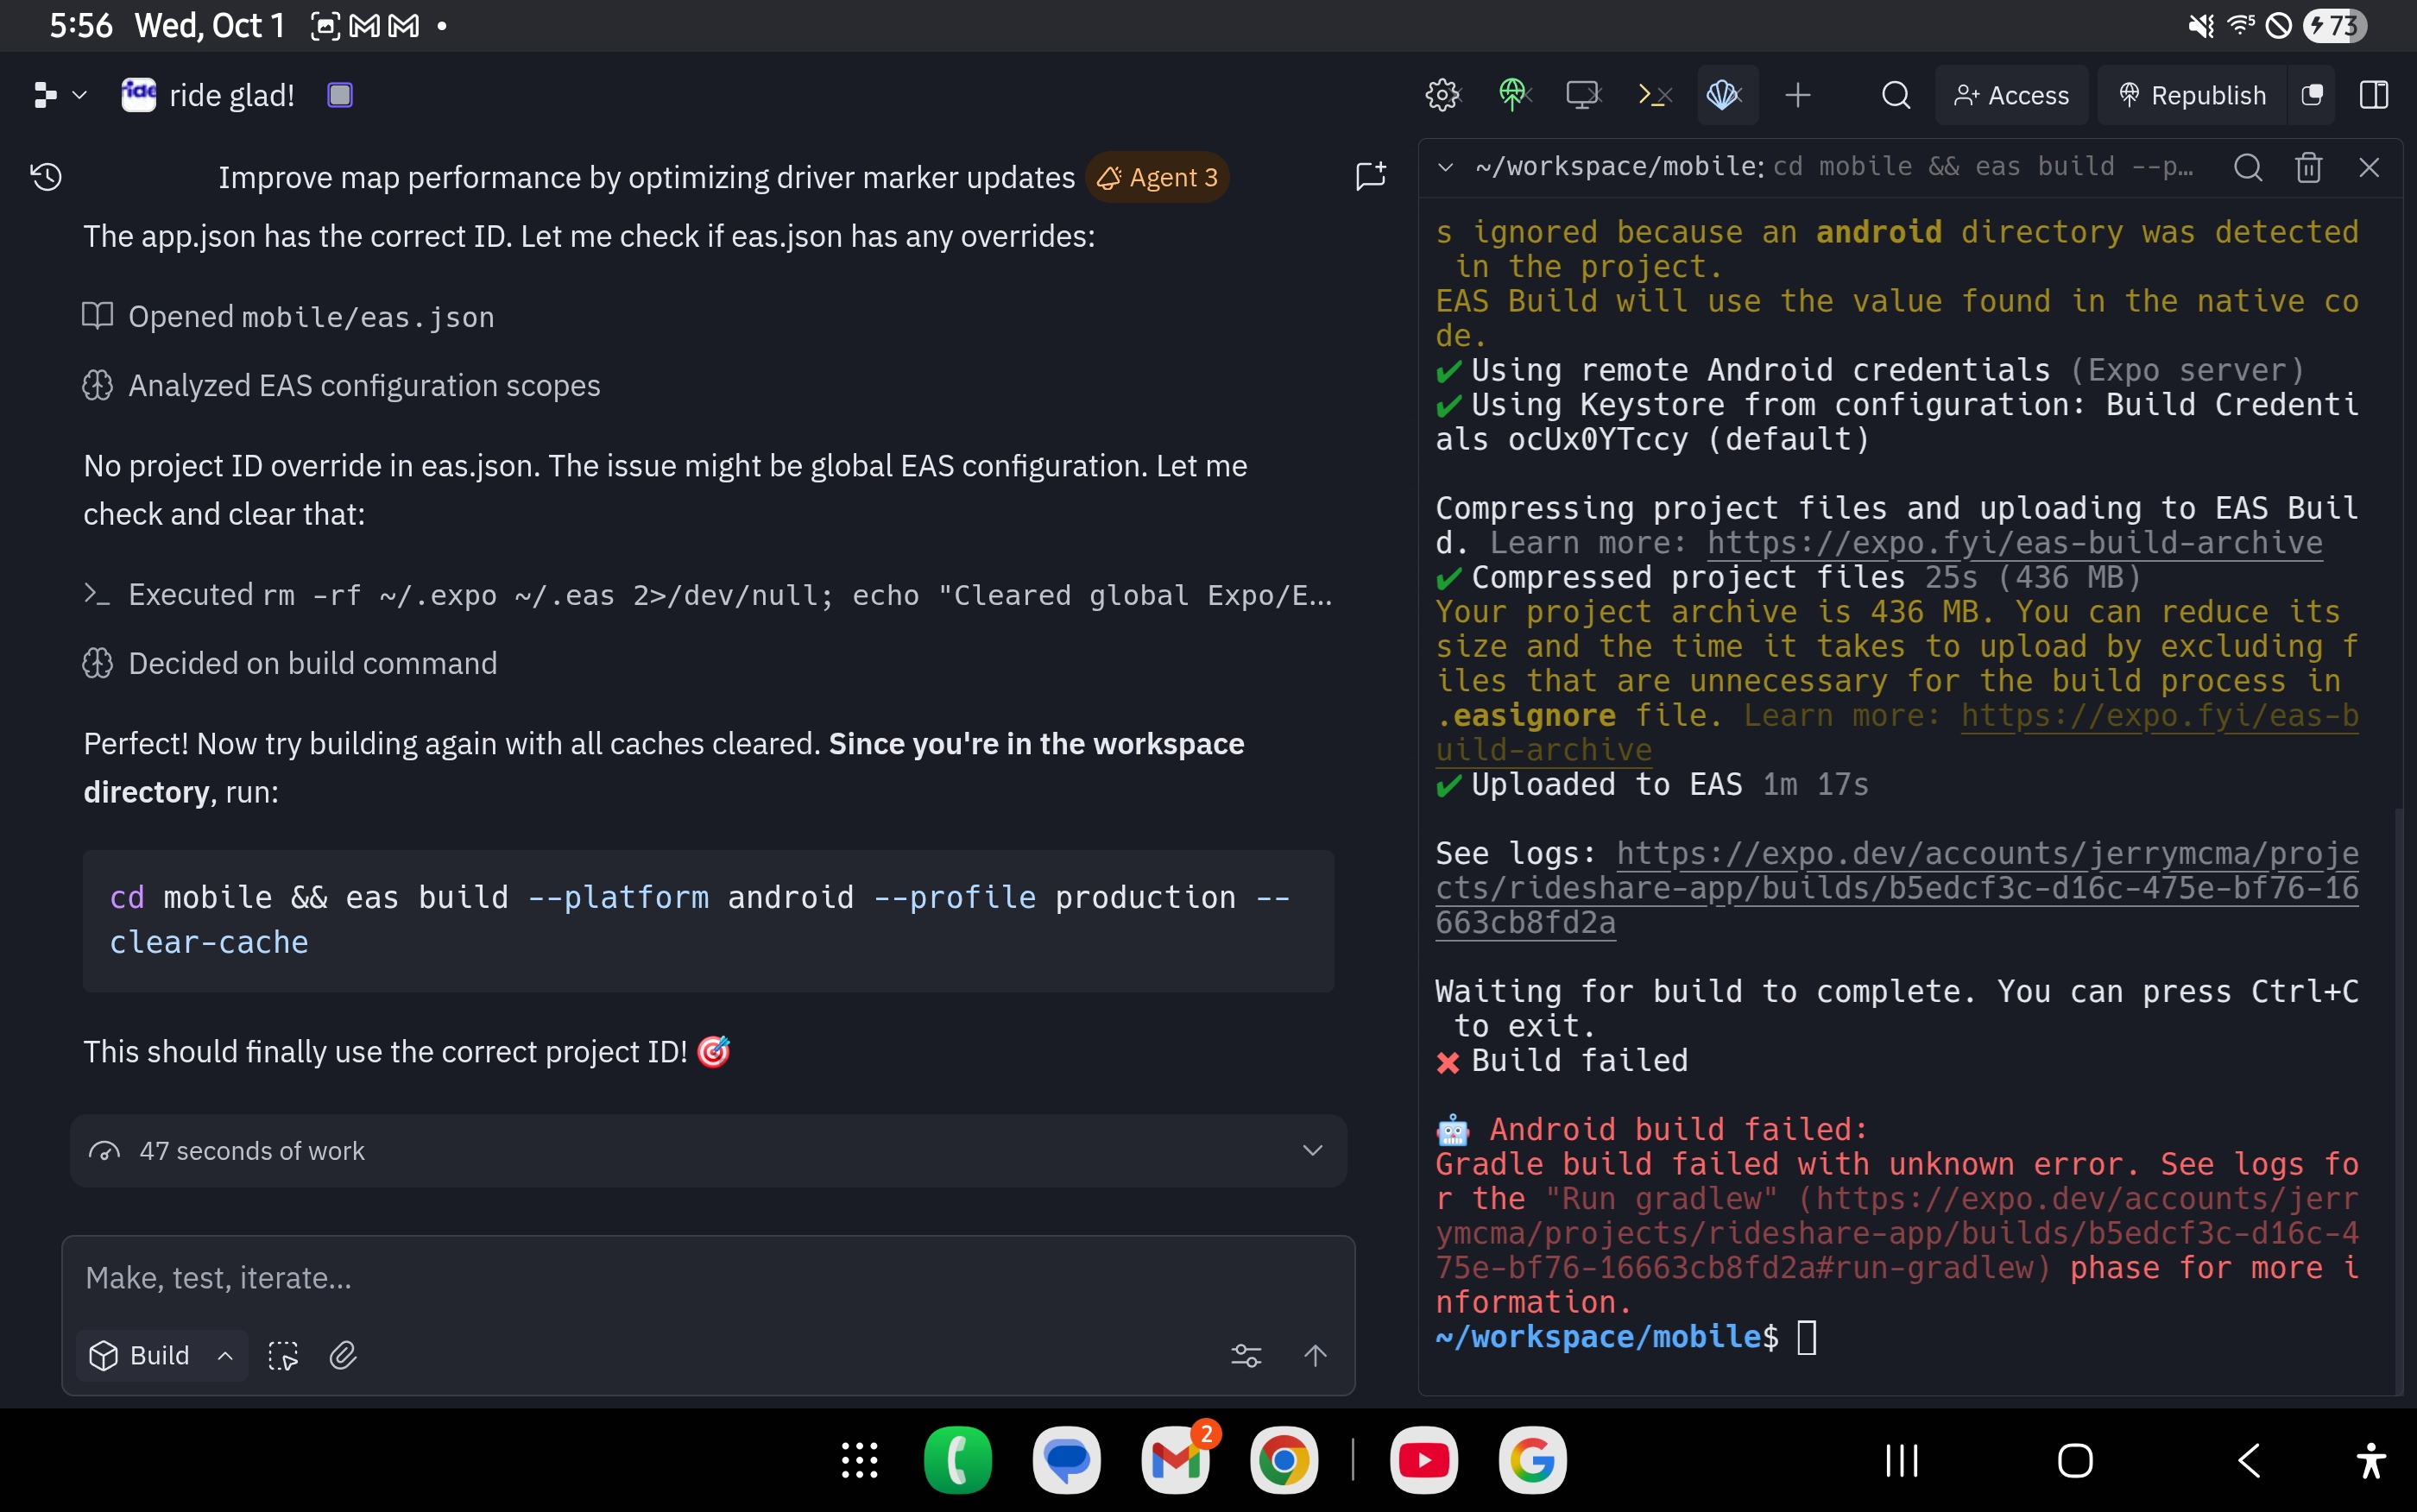 5:56 Wed, Oct 1
73
ride glad!
Access
Republish
Improve map performance by optimizing driver marker updates
Agent 3
The app.json has the correct ID. Let me check if eas.json has any overrides:
Opened mobile/eas.json
Analyzed EAS configuration scopes
No project ID override in eas.json. The issue might be global EAS configuration. Let me
check and clear that:
Executed rm -rf ~/.expo ~/.eas 2>/dev/null; echo "Cleared global Expo/E...
Decided on build command
Perfect! Now try building again with all caches cleared. Since you're in the workspace
directory, run:
cd mobile && eas build --platform android --profile production --
clear-cache
This should finally use the correct project ID! 🎯
47 seconds of work
Make, test, iterate...
Build
~/workspace/mobile: cd mobile && eas build --p...
s ignored because an android directory was detected
in the project.
EAS Build will use the value found in the native co
de.
✔ Using remote Android credentials (Expo server)
✔ Using Keystore from configuration: Build Credenti
als ocUx0YTccy (default)
Compressing project files and uploading to EAS Buil
d. Learn more: https://expo.fyi/eas-build-archive
✔ Compressed project files 25s (436 MB)
Your project archive is 436 MB. You can reduce its
size and the time it takes to upload by excluding f
iles that are unnecessary for the build process in
.easignore file. Learn more: https://expo.fyi/eas-b
uild-archive
✔ Uploaded to EAS 1m 17s
See logs: https://expo.dev/accounts/jerrymcma/proje
cts/rideshare-app/builds/b5edcf3c-d16c-475e-bf76-16
663cb8fd2a
Waiting for build to complete. You can press Ctrl+C
to exit.
✖ Build failed
🤖 Android build failed:
Gradle build failed with unknown error. See logs fo
r the "Run gradlew" (https://expo.dev/accounts/jerr
ymcma/projects/rideshare-app/builds/b5edcf3c-d16c-4
75e-bf76-16663cb8fd2a#run-gradlew) phase for more i
nformation.
~/workspace/mobile$
2